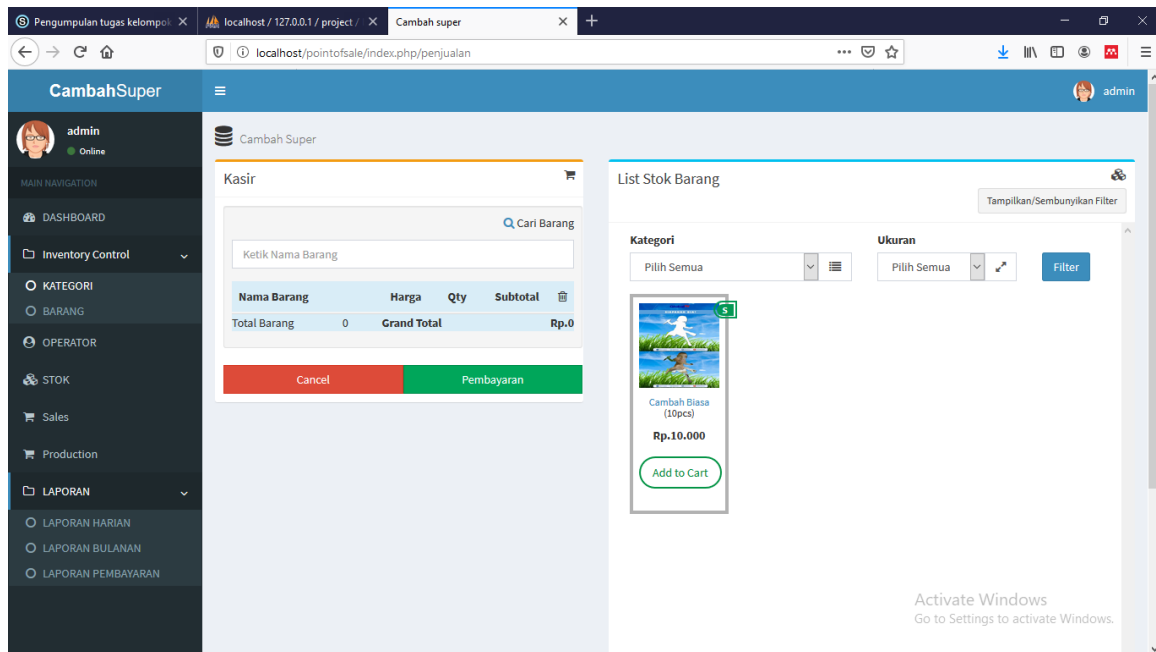 Pengumpulan tugas kelompok
localhost / 127.0.0.1 / project /
Cambah super
localhost/pointofsale/index.php/penjualan
CambahSuper
admin
admin
Online
Cambah Super
MAIN NAVIGATION
DASHBOARD
Inventory Control
KATEGORI
BARANG
OPERATOR
STOK
Sales
Production
LAPORAN
LAPORAN HARIAN
LAPORAN BULANAN
LAPORAN PEMBAYARAN
Kasir
Cari Barang
Ketik Nama Barang
Nama Barang Harga Qty Subtotal
Total Barang 0 Grand Total Rp.0
Cancel Pembayaran
List Stok Barang
Tampilkan/Sembunyikan Filter
Kategori Ukuran
Pilih Semua Pilih Semua Filter
S
Cambah Biasa
(10pcs)
Rp.10.000
Add to Cart
Activate Windows
Go to Settings to activate Windows.